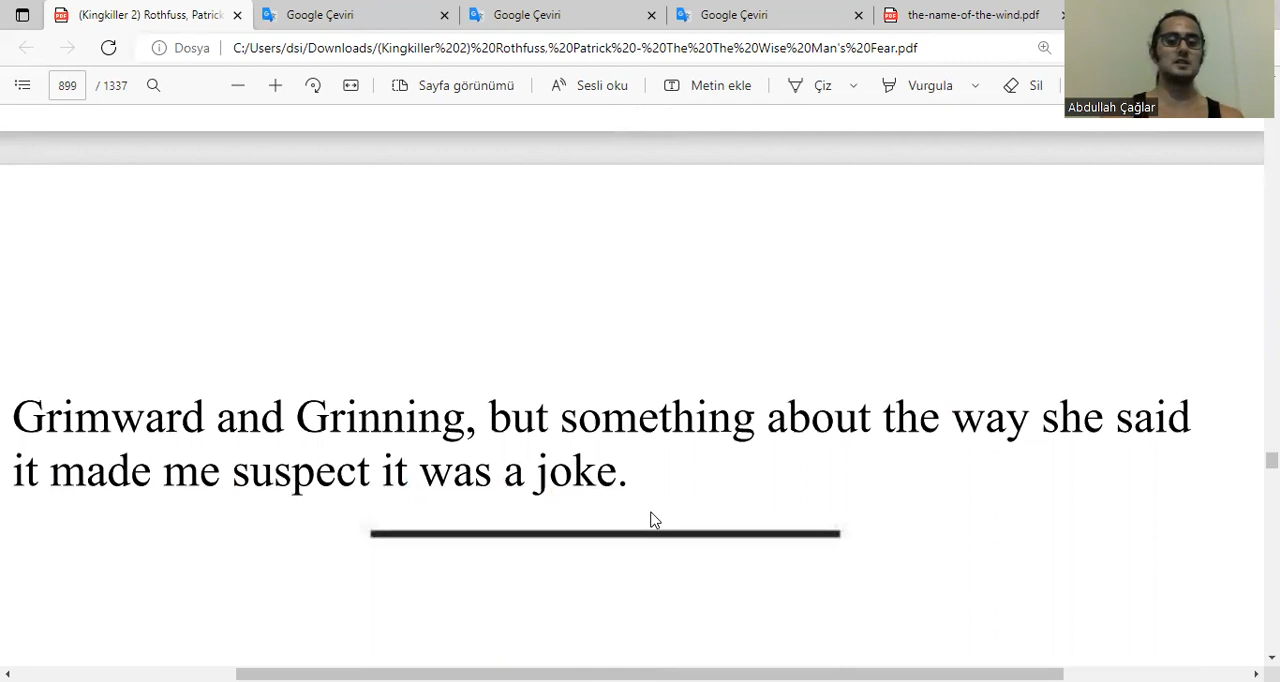 (Kingkiller 2) Rothfuss, Patrick
Google Çeviri
Google Çeviri
Google Çeviri
the-name-of-the-wind.pdf
Dosya
C:/Users/dsi/Downloads/(Kingkiller%202)%20Rothfuss,%20Patrick%20-%20The%20The%20Wise%20Man's%20Fear.pdf
899 / 1337
Sayfa görünümü
Sesli oku
Metin ekle
Çiz
Vurgula
Sil
Abdullah Çağlar
Grimward and Grinning, but something about the way she said
it made me suspect it was a joke.